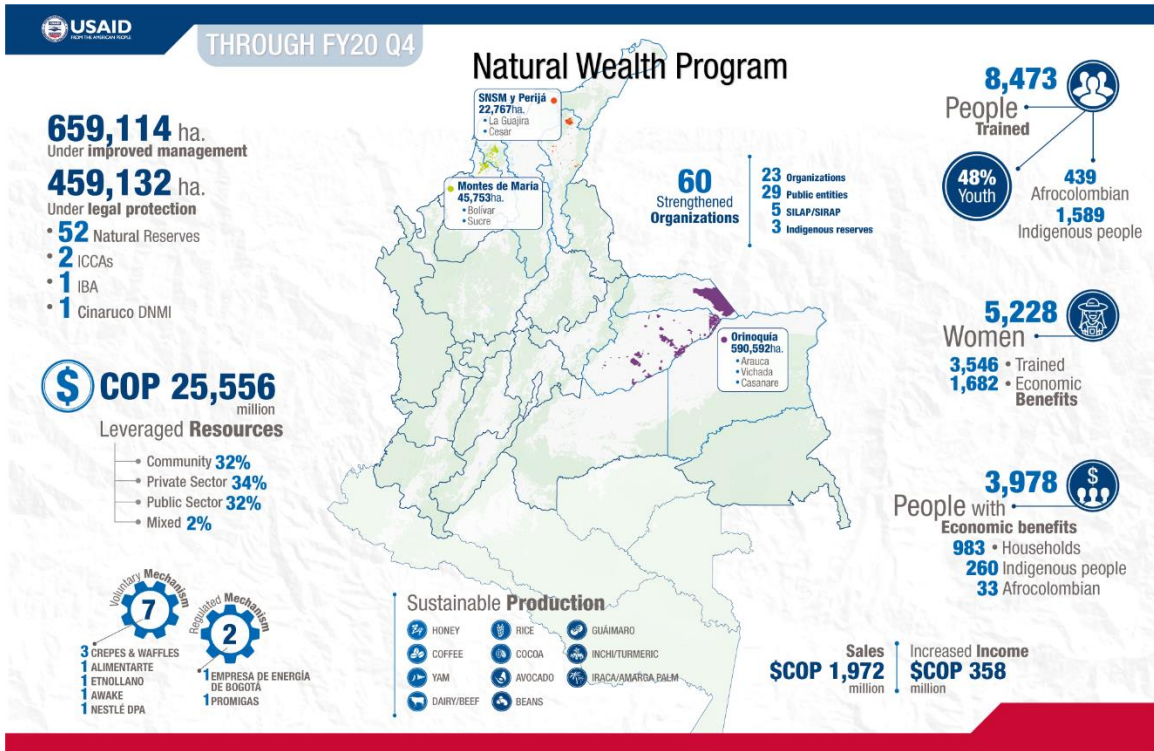 USAID
FROM THE AMERICAN PEOPLE
THROUGH FY20 Q4
Natural Wealth Program
659,114 ha.
Under improved management
459,132 ha.
Under legal protection
• 52 Natural Reserves
• 2 ICCAs
• 1 IBA
• 1 Cinaruco DNMI
$ COP 25,556
million
Leveraged Resources
Community 32%
Private Sector 34%
Public Sector 32%
Mixed 2%
Voluntary Mechanism
7
3 CREPES & WAFFLES
1 ALIMENTARTE
1 ETNOLLANO
1 AWAKE
1 NESTLÉ DPA
Regulated Mechanism
2
1 EMPRESA DE ENERGÍA
DE BOGOTÁ
1 PROMIGAS
SNSM y Perijá
22,767ha.
• La Guajira
• Cesar
Montes de María
45,753ha.
• Bolívar
• Sucre
Orinoquía
590,592ha.
• Arauca
• Vichada
• Casanare
60
Strengthened
Organizations
23 Organizations
29 Public entities
5 SILAP/SIRAP
3 Indigenous reserves
Sustainable Production
HONEY
COFFEE
YAM
DAIRY/BEEF
RICE
COCOA
AVOCADO
BEANS
GUÁIMARO
INCHI/TURMERIC
IRACA/AMARGA PALM
8,473
People
Trained
48%
Youth
439
Afrocolombian
1,589
Indigenous people
5,228
Women
3,546 • Trained
1,682 • Economic
Benefits
3,978
$
People with
Economic benefits
983 • Households
260 Indigenous people
33 Afrocolombian
Sales
$COP 1,972
million
Increased Income
$COP 358
million